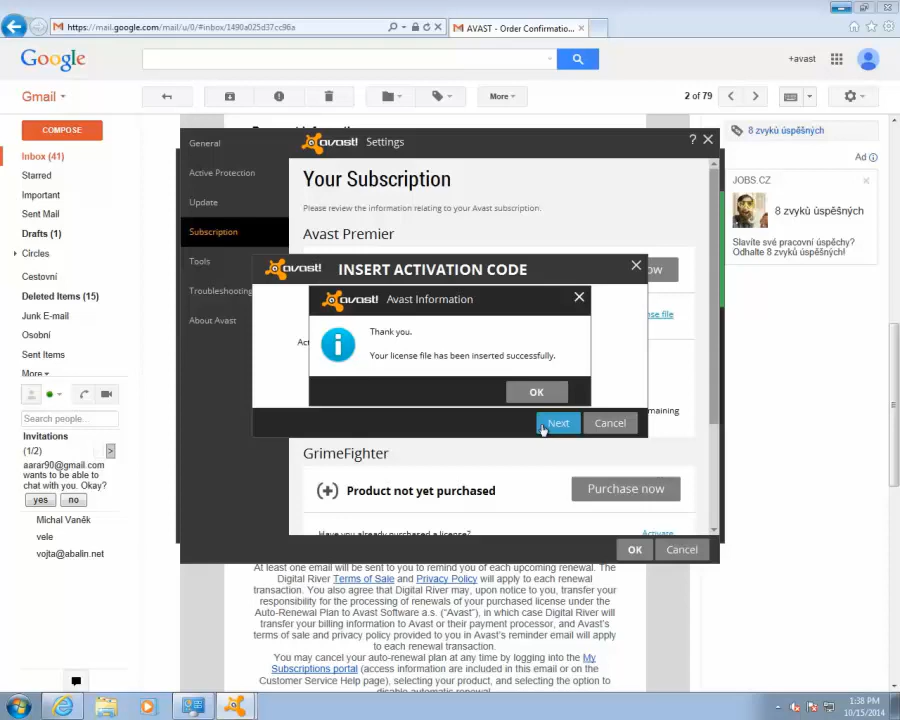 https://mail.google.com/mail/u/0/#inbox/1490a025d37cc96a
AVAST - Order Confirmatio...
Google
+avast
Gmail
More
2 of 79
COMPOSE
Inbox (41)
Starred
Important
Sent Mail
Drafts (1)
Circles
Cestovní
Deleted Items (15)
Junk E-mail
Osobní
Sent Items
More
Search people...
Invitations
(1/2)
aarar90@gmail.com
wants to be able to
chat with you. Okay?
yes no
Michal Vaněk
vele
vojta@abalin.net
avast! Settings
?
General
Active Protection
Update
Subscription
Tools
Troubleshooting
About Avast
Your Subscription
Please review the information relating to your Avast subscription.
Avast Premier
ow
nse file
avast! INSERT ACTIVATION CODE
Act
avast! Avast Information
Thank you.
Your license file has been inserted successfully.
OK
maining
Next Cancel
GrimeFighter
(+) Product not yet purchased
Purchase now
Have you already purchased a license? Activate
OK Cancel
At least one email will be sent to you to remind you of each upcoming renewal. The
Digital River Terms of Sale and Privacy Policy will apply to each renewal
transaction. You also agree that Digital River may, upon notice to you, transfer your
responsibility for the processing of renewals of your purchased license under the
Auto-Renewal Plan to Avast Software a.s. ("Avast"), in which case Digital River will
transfer your billing information to Avast or their payment processor, and Avast's
terms of sale and privacy policy provided to you in Avast's reminder email will apply
to each renewal transaction.
You may cancel your auto-renewal plan at any time by logging into the My
Subscriptions portal (access information are included in this email or on the
Customer Service Help page), selecting your product, and selecting the option to
disable automatic renewal.
8 zvyků úspěšných
Ad
JOBS.CZ
8 zvyků úspěšných
Slavíte své pracovní úspěchy?
Odhalte 8 zvyků úspěšných!
1:38 PM
10/15/2014